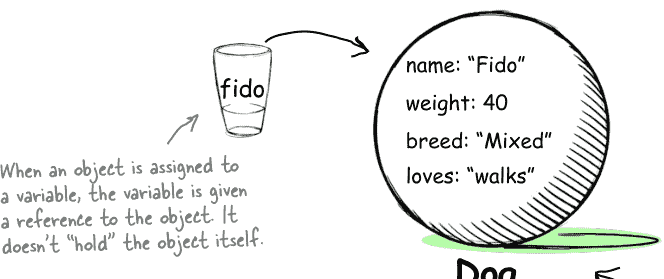 fido
name: “Fido”
weight: 40
breed: “Mixed”
loves: “walks”
When an object is assigned to
a variable, the variable is given
a reference to the object. It
doesn't “hold” the object itself.
Dog